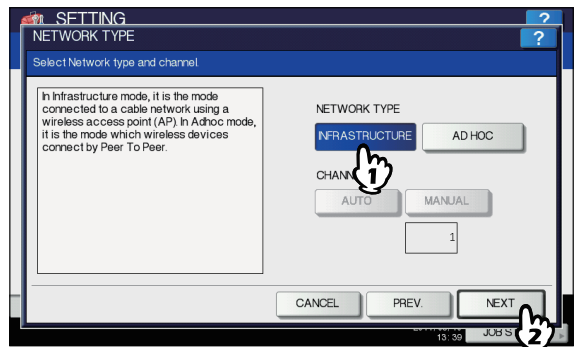 SETTING
?
NETWORK TYPE
?
Select Network type and channel.
In Infrastructure mode, it is the mode
connected to a cable network using a
wireless access point (AP). In Adhoc mode,
it is the mode which wireless devices
connect by Peer To Peer.
NETWORK TYPE
INFRASTRUCTURE
AD HOC
1
AUTO
MANUAL
1
CANCEL
PREV.
NEXT
2
13:39
JOB S